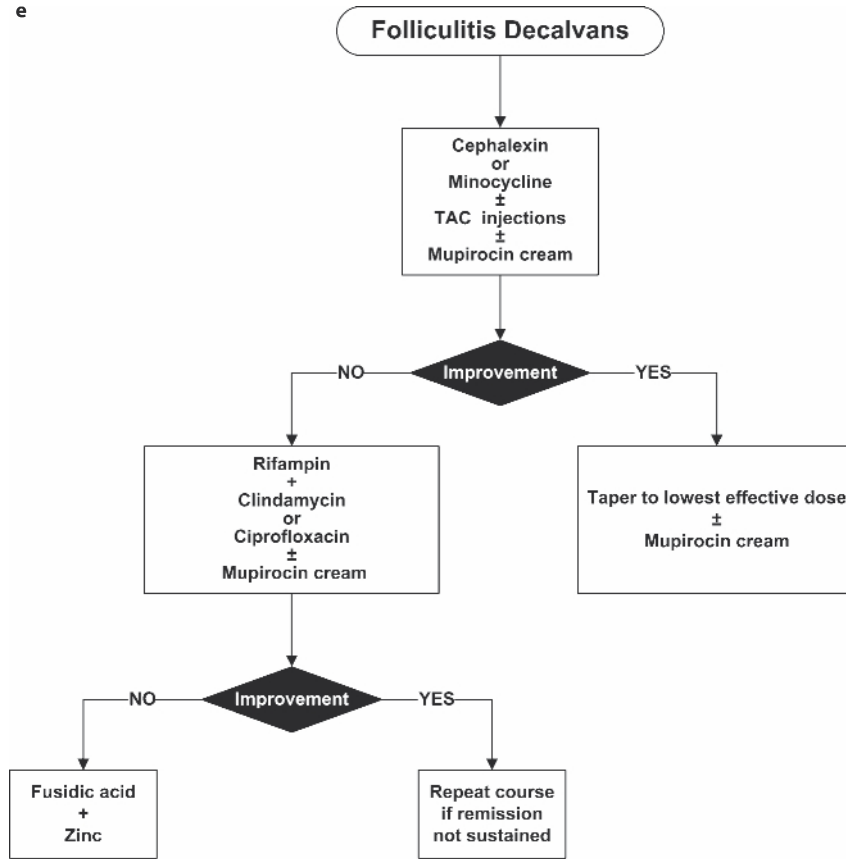 e
Folliculitis Decalvans
Cephalexin
or
Minocycline
±
TAC injections
±
Mupirocin cream
Improvement
NO
YES
Rifampin
+
Clindamycin
or
Ciprofloxacin
±
Mupirocin cream
Taper to lowest effective dose
±
Mupirocin cream
Improvement
NO
YES
Fusidic acid
+
Zinc
Repeat course
if remission
not sustained